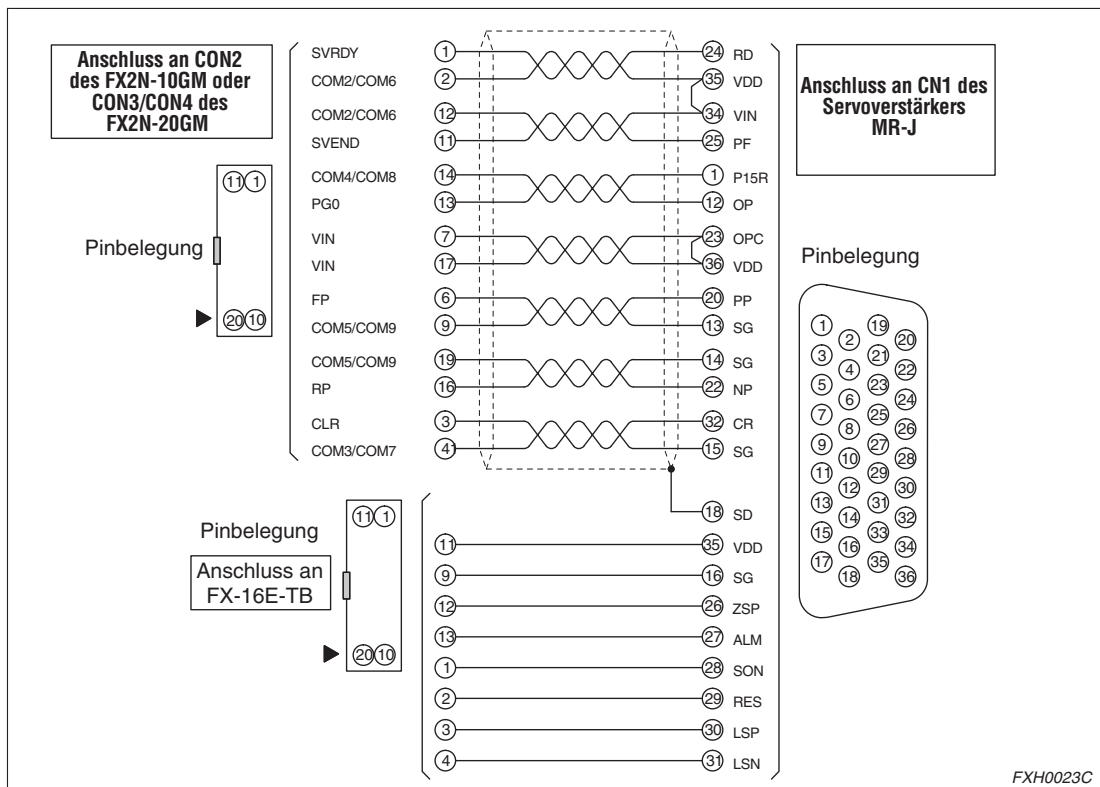 Anschluss an CON2
des FX2N-10GM oder
CON3/CON4 des
FX2N-20GM
11 1
Pinbelegung
20 10
SVRDY 1 24 RD
COM2/COM6 2 35 VDD
COM2/COM6 12 34 VIN
SVEND 11 25 PF
COM4/COM8 14 1 P15R
PG0 13 12 OP
VIN 7 23 OPC
VIN 17 36 VDD
FP 6 20 PP
COM5/COM9 9 13 SG
COM5/COM9 19 14 SG
RP 16 22 NP
CLR 3 32 CR
COM3/COM7 41 15 SG
18 SD
Anschluss an CN1 des
Servoverstärkers
MR-J
Pinbelegung
1 19
2 20
3 21
4 22
5 23
6 24
7 25
8 26
9 27
10 28
11 29
12 30
13 31
14 32
15 33
16 34
17 35
18 36
Pinbelegung
Anschluss an
FX-16E-TB
11 1
20 10
11 35 VDD
9 16 SG
12 26 ZSP
13 27 ALM
1 28 SON
2 29 RES
3 30 LSP
4 31 LSN
FXH0023C